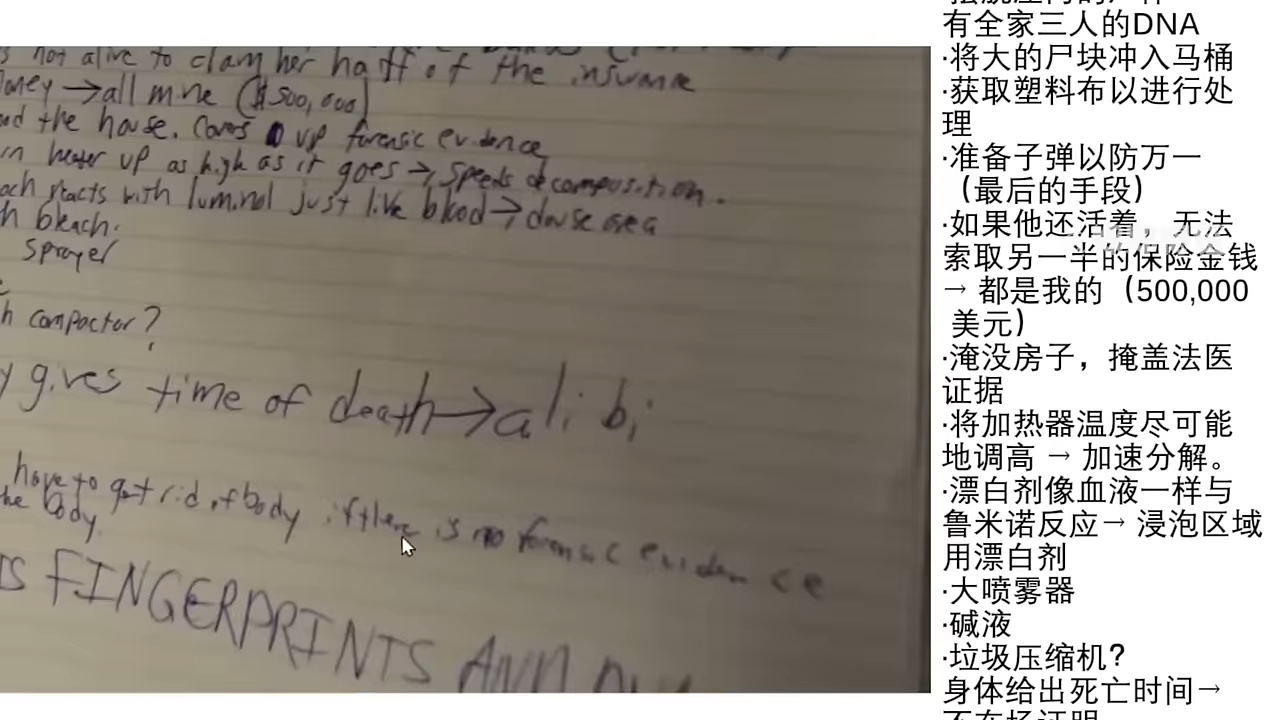 s not alive to clam her half of the insurance
money → all mine ($500,000)
the house. Covers up forensic evidence
heater up as high as it goes → speeds decomposition.
reacts with luminol just like blood → douse area
bleach.
sprayer
compactor?
gives time of death → alibi
have to get rid of body if there is no forensic evidence
the body.
FINGERPRINTS AND
有全家三人的DNA
·将大的尸块冲入马桶
·获取塑料布以进行处
理
·准备子弹以防万一
（最后的手段）
·如果他还活着，无法
索取另一半的保险金钱
→ 都是我的（500,000
美元）
·淹没房子，掩盖法医
证据
·将加热器温度尽可能
地调高 → 加速分解。
·漂白剂像血液一样与
鲁米诺反应→ 浸泡区域
用漂白剂
·大喷雾器
·碱液
·垃圾压缩机？
身体给出死亡时间→